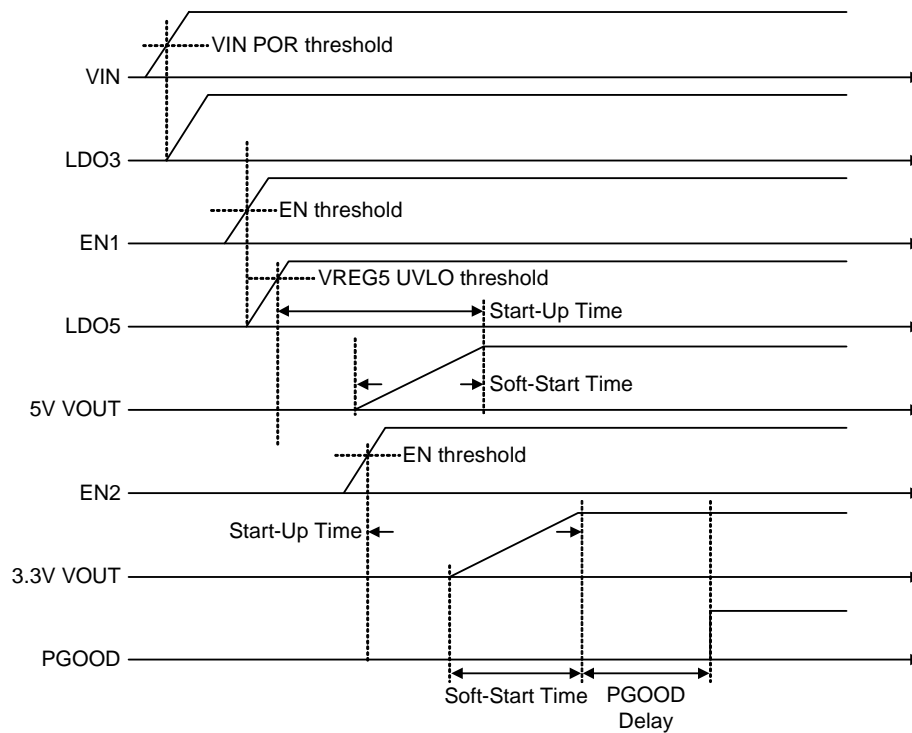 VIN POR threshold
VIN
LDO3
EN threshold
EN1
VREG5 UVLO threshold
Start-Up Time
LDO5
Soft-Start Time
5V VOUT
EN threshold
EN2
Start-Up Time
3.3V VOUT
PGOOD
Soft-Start Time
PGOOD
Delay